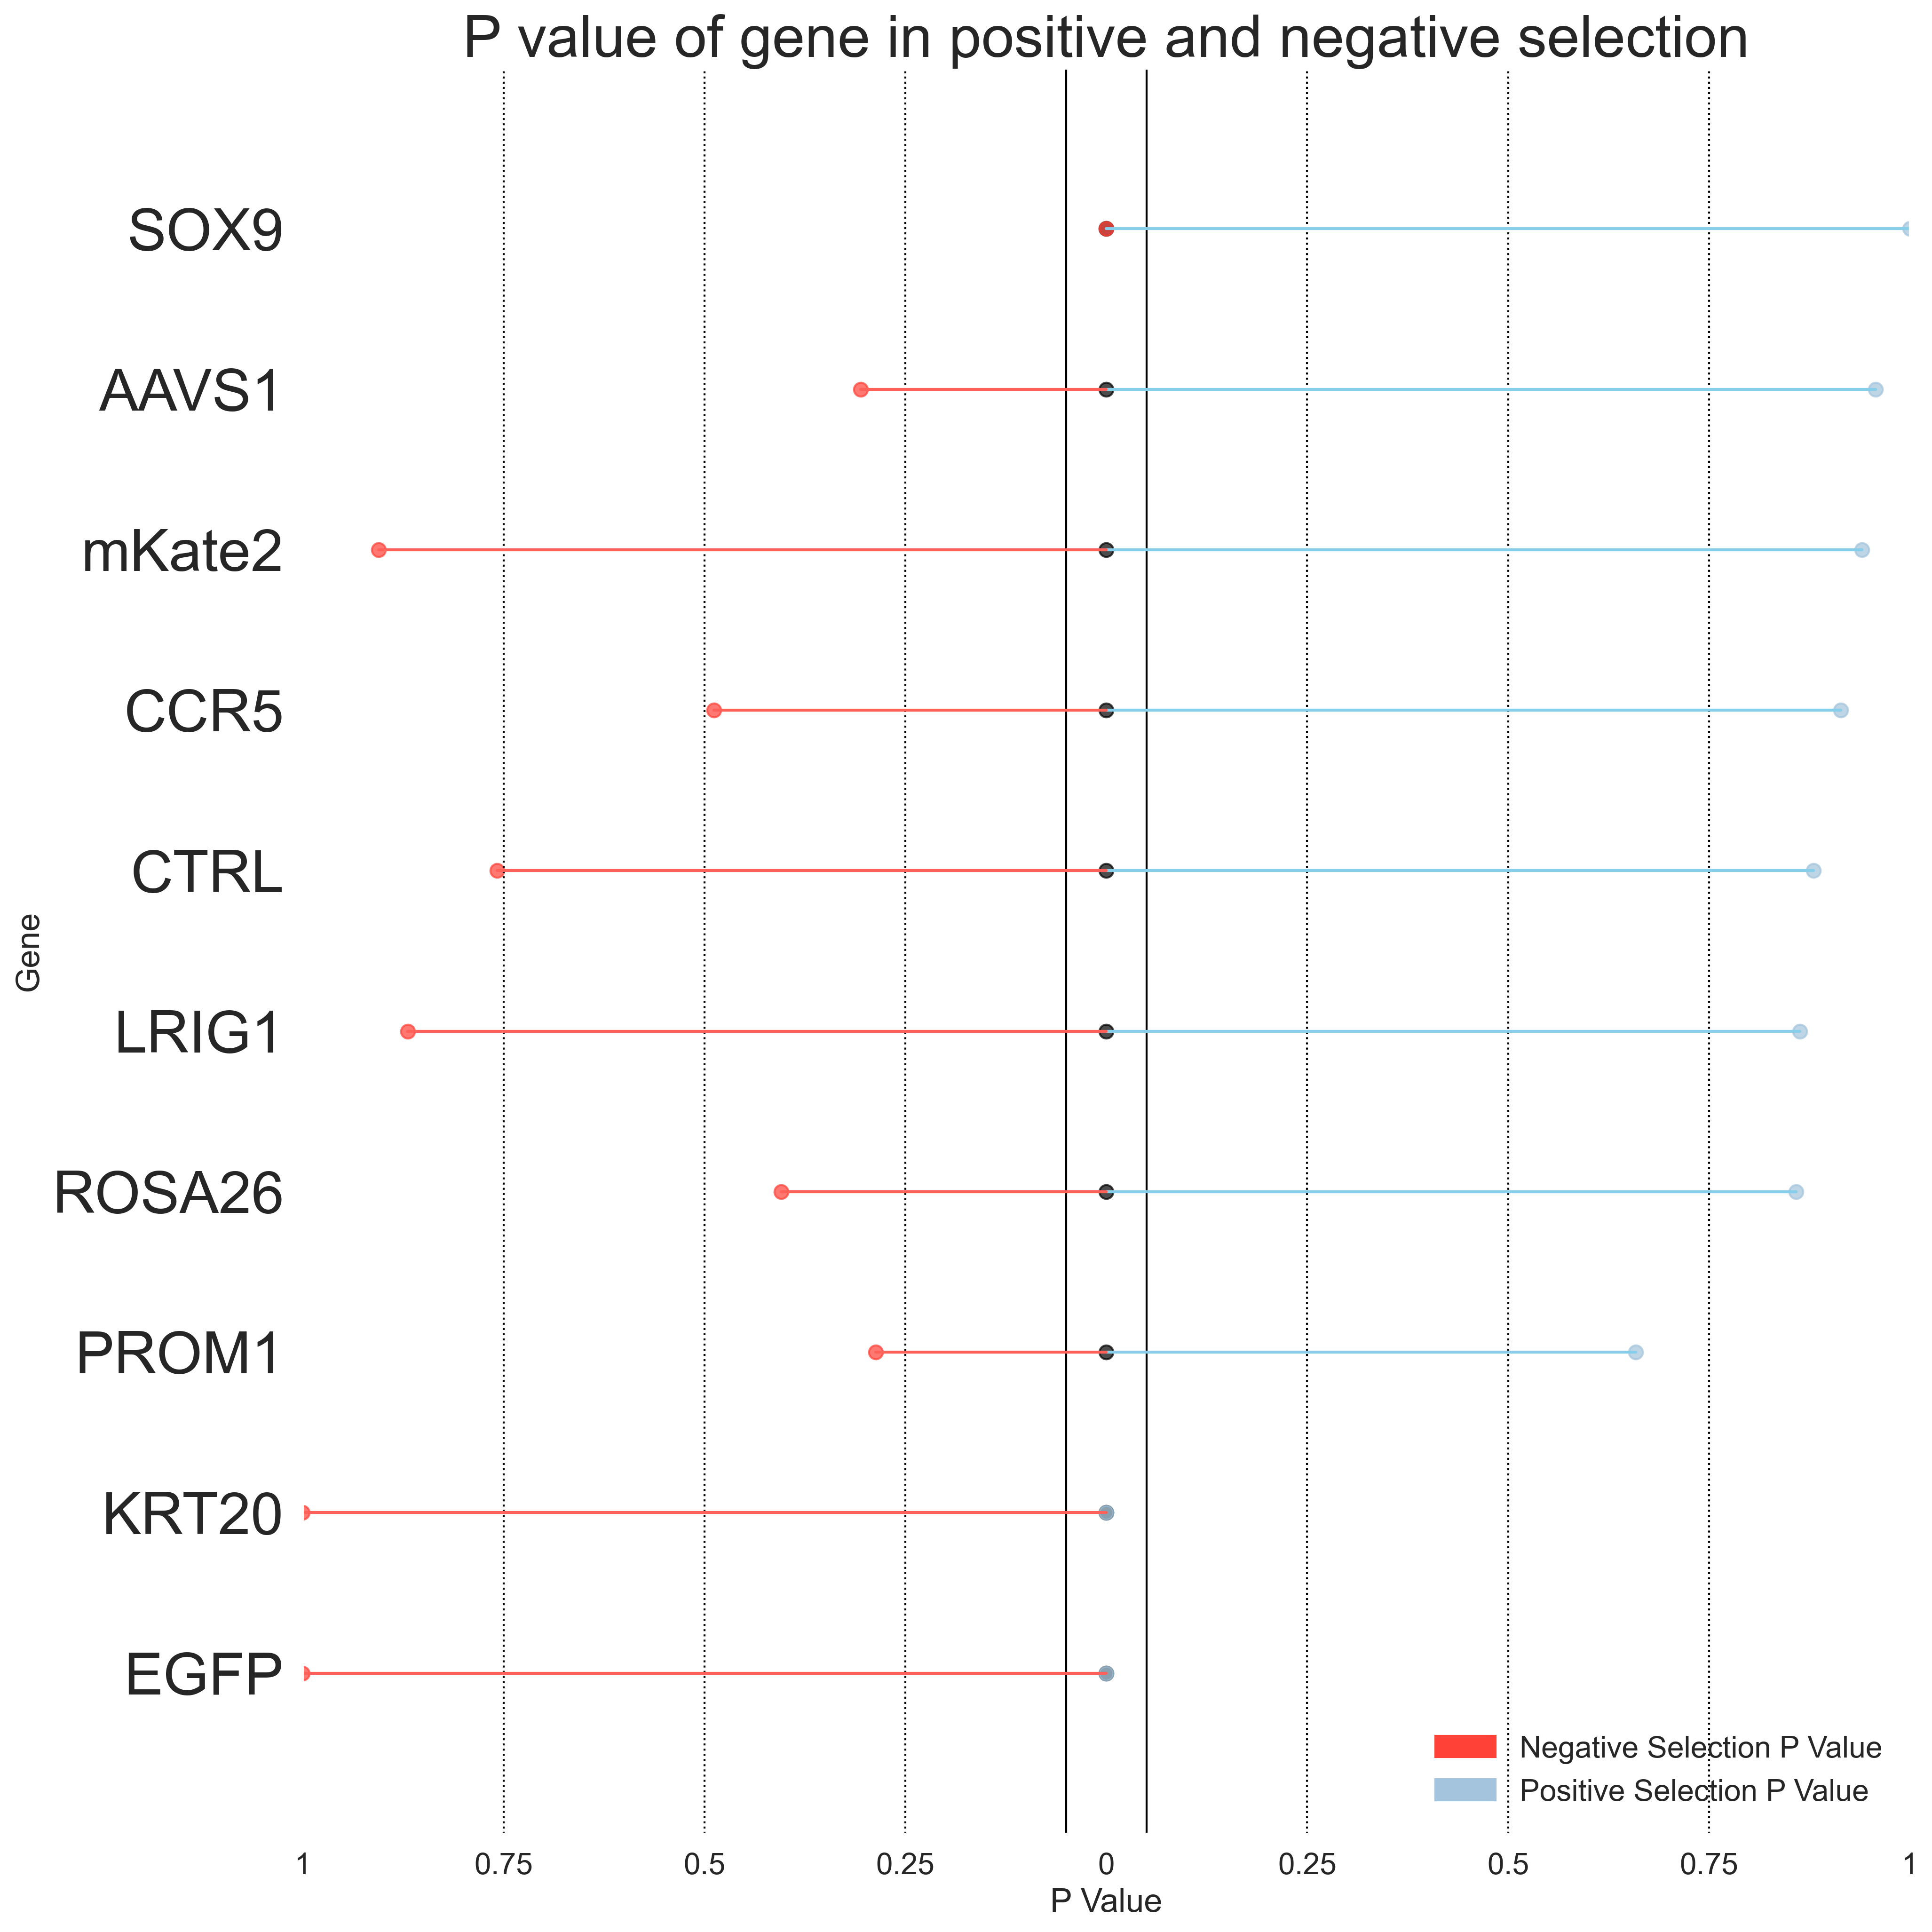 P value of gene in positive and negative selection
SOX9
AAVS1
mKate2
CCR5
CTRL
LRIG1
ROSA26
PROM1
KRT20
EGFP
Gene
Negative Selection P Value
Positive Selection P Value
1 0.75 0.5 0.25 0 0.25 0.5 0.75 1
P Value